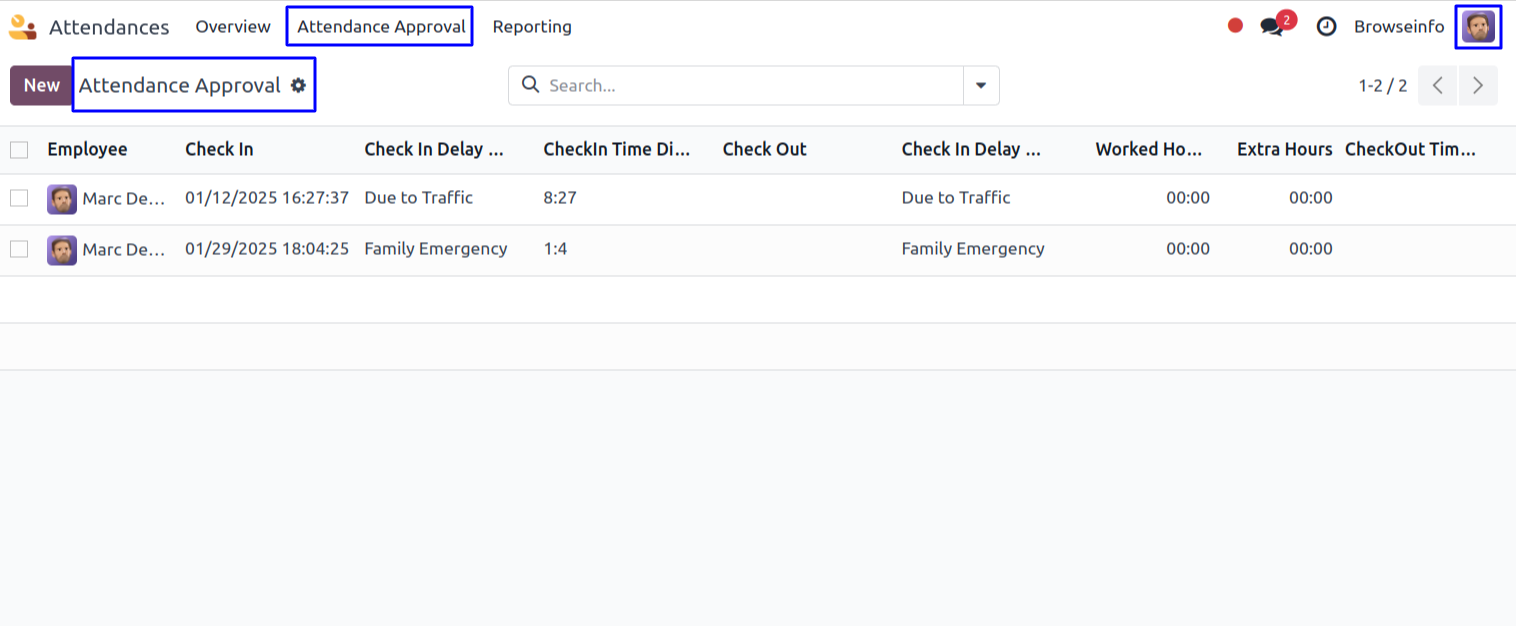 Attendances Overview Attendance Approval Reporting 2 Browseinfo
New Attendance Approval Search... 1-2 / 2
Employee Check In Check In Delay ... CheckIn Time Di... Check Out Check In Delay ... Worked Ho... Extra Hours CheckOut Tim...
Marc De... 01/12/2025 16:27:37 Due to Traffic 8:27 Due to Traffic 00:00 00:00
Marc De... 01/29/2025 18:04:25 Family Emergency 1:4 Family Emergency 00:00 00:00